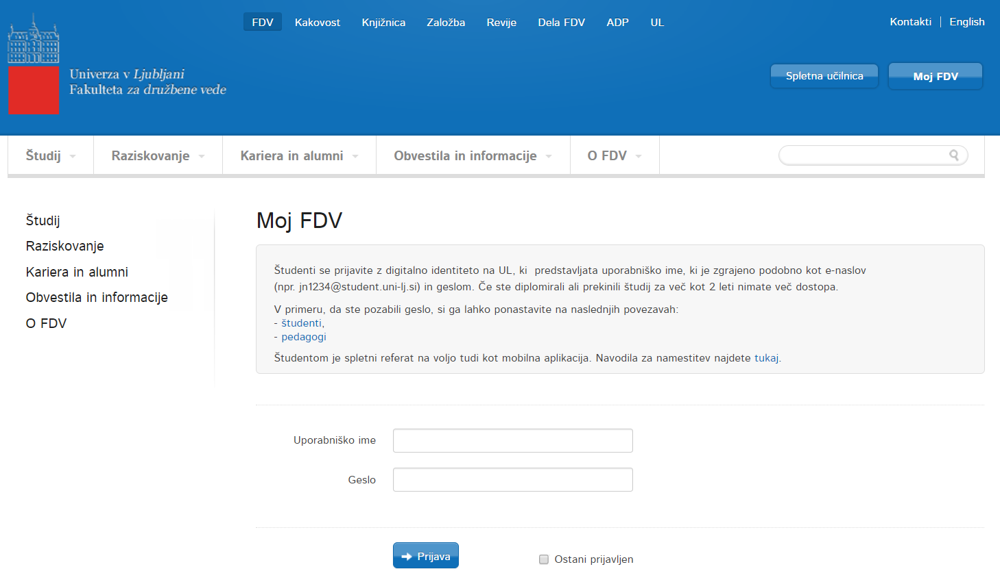 FDV Kakovost Knjižnica Založba Revije Dela FDV ADP UL
Kontakti English
Univerza v Ljubljani
Fakulteta za družbene vede
Spletna učilnica Moj FDV
Študij Raziskovanje Kariera in alumni Obvestila in informacije O FDV
Študij
Raziskovanje
Kariera in alumni
Obvestila in informacije
O FDV
Moj FDV
Študenti se prijavite z digitalno identiteto na UL, ki predstavljata uporabniško ime, ki je zgrajeno podobno kot e-naslov
(npr. jn1234@student.uni-lj.si) in geslom. Če ste diplomirali ali prekinili študij za več kot 2 leti nimate več dostopa.
V primeru, da ste pozabili geslo, si ga lahko ponastavite na naslednjih povezavah:
- študenti,
- pedagogi
Študentom je spletni referat na voljo tudi kot mobilna aplikacija. Navodila za namestitev najdete tukaj.
Uporabniško ime
Geslo
Prijava Ostani prijavljen